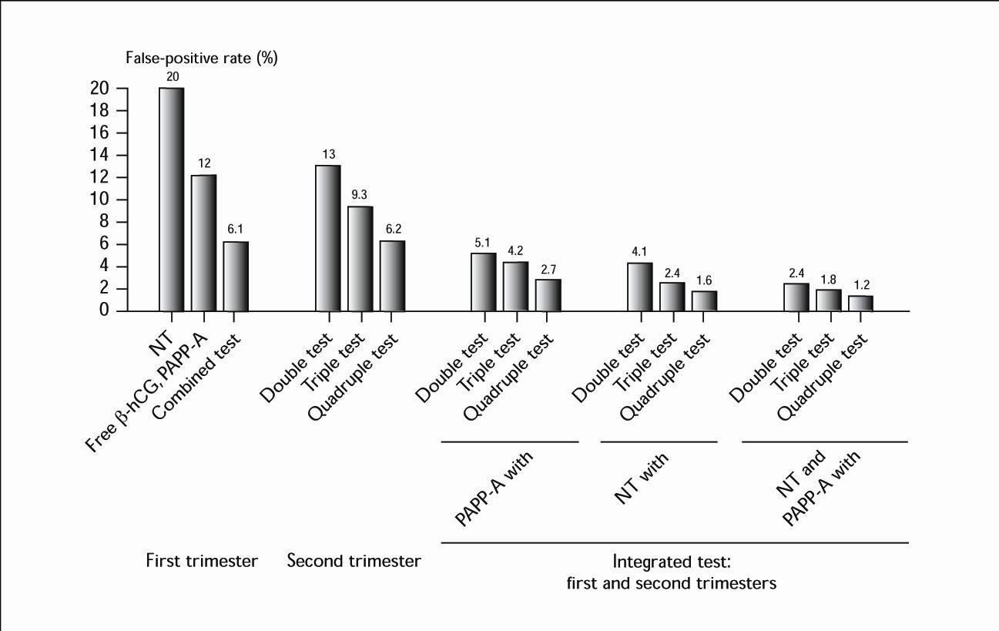 False-positive rate (%)
20
18
16
14
12
10
8
6
4
2
0
20
12
6.1
13
9.3
6.2
5.1
4.2
2.7
4.1
2.4
1.6
2.4
1.8
1.2
NT
Free β-hCG, PAPP-A
Combined test
Double test
Triple test
Quadruple test
Double test
Triple test
Quadruple test
Double test
Triple test
Quadruple test
Double test
Triple test
Quadruple test
PAPP-A with
NT with
NT and
PAPP-A with
First trimester
Second trimester
Integrated test:
first and second trimesters